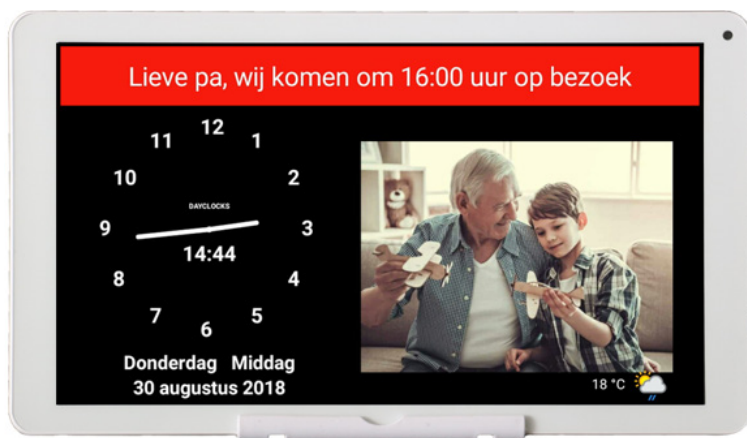 Lieve pa, wij komen om 16:00 uur op bezoek
12
11
1
10
2
DAYCLOCKS
9
3
14:44
8
4
7
5
6
Donderdag Middag
30 augustus 2018
18 °C